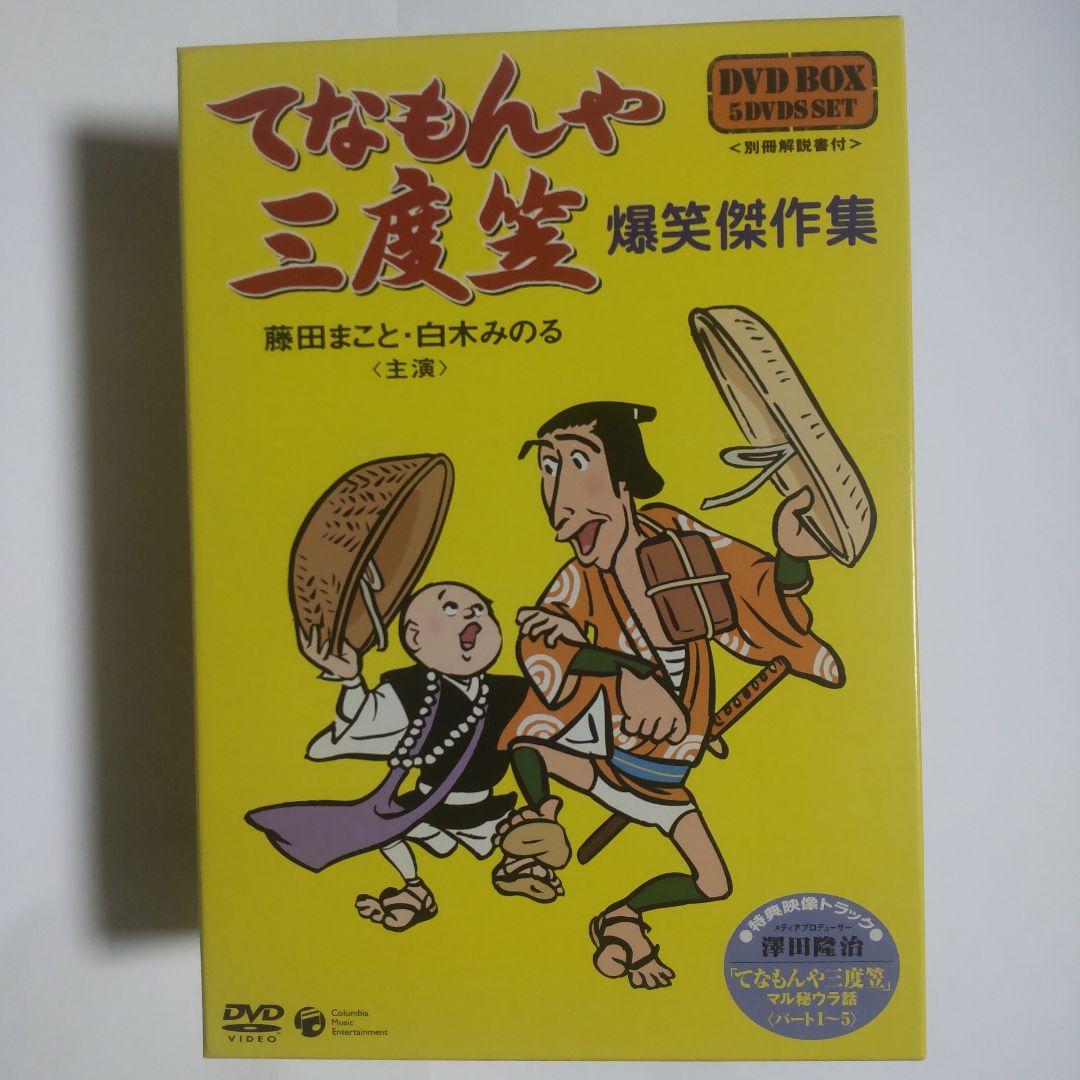 てなもんや
三度笠
爆笑傑作集
DVD BOX
5DVDS SET
<別冊解説書付>
藤田まこと・白木みのる
〈主演〉
●特典映像トラック●
メディアプロデューサー
澤田隆治
「てなもんや三度笠」
マル秘ウラ話
〈パート1〜5〉
DVD
VIDEO
Columbia
Music
Entertainment